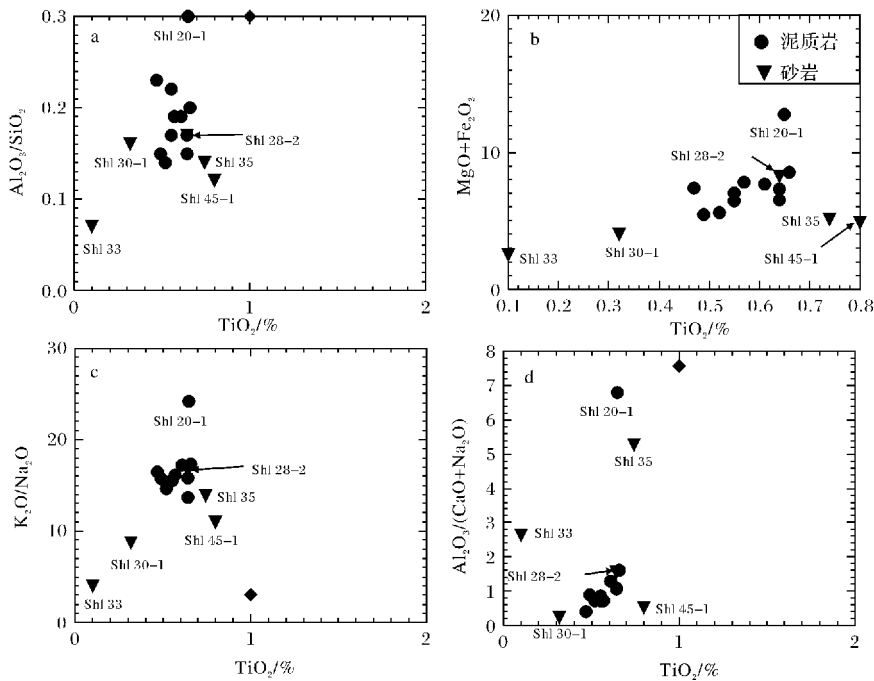 a
0.3
0.2
0.1
0.0
Al₂O₃/SiO₂
Shl 20-1
Shl 28-2
Shl 30-1
Shl 35
Shl 45-1
Shl 33
0
1
2
TiO₂/%
b
泥质岩
砂岩
20
10
0
MgO+Fe₂O₂
Shl 20-1
Shl 28-2
Shl 35
Shl 33
Shl 30-1
Shl 45-1
0.1
0.2
0.3
0.4
0.5
0.6
0.7
0.8
TiO₂/%
c
30
20
10
0
K₂O/Na₂O
Shl 20-1
Shl 28-2
Shl 35
Shl 45-1
Shl 30-1
Shl 33
0
1
2
TiO₂/%
d
8
7
6
5
4
3
2
1
0
Al₂O₃/(CaO+Na₂O)
Shl 20-1
Shl 35
Shl 33
Shl 28-2
Shl 45-1
Shl 30-1
0
1
2
TiO₂/%